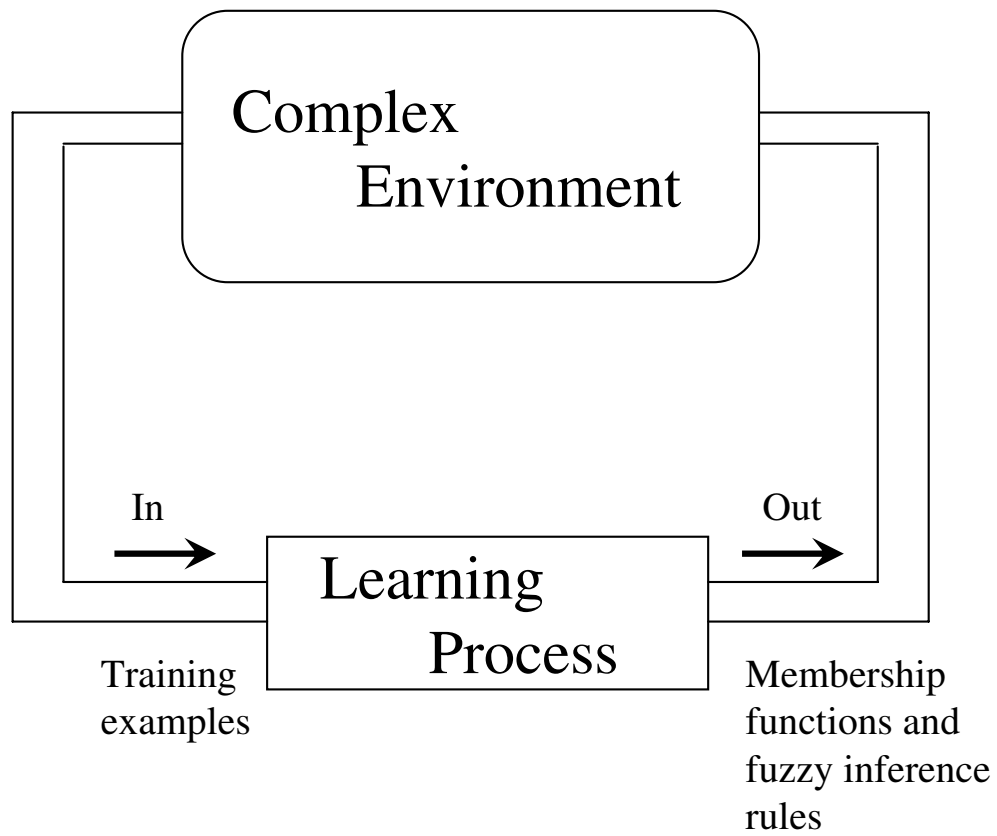 Complex
Environment
In
Out
Learning
Process
Training
examples
Membership
functions and
fuzzy inference
rules